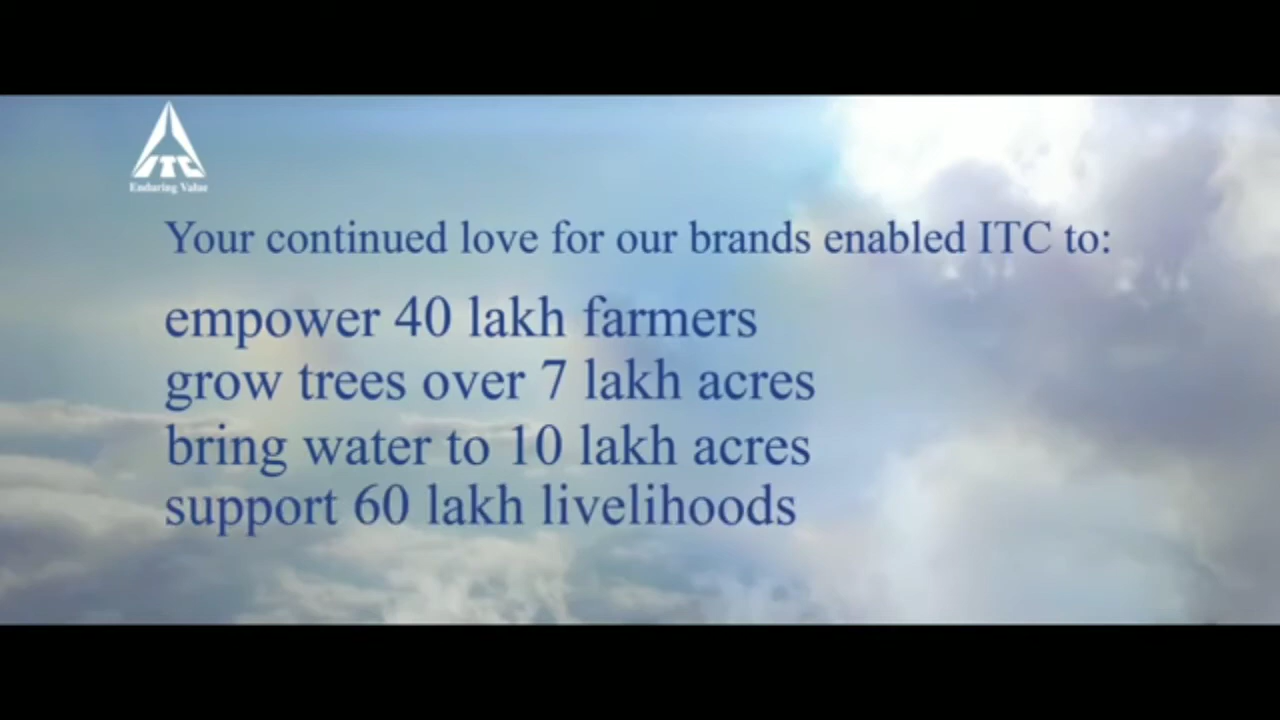 ITC
Enduring Value
Your continued love for our brands enabled ITC to:
empower 40 lakh farmers
grow trees over 7 lakh acres
bring water to 10 lakh acres
support 60 lakh livelihoods